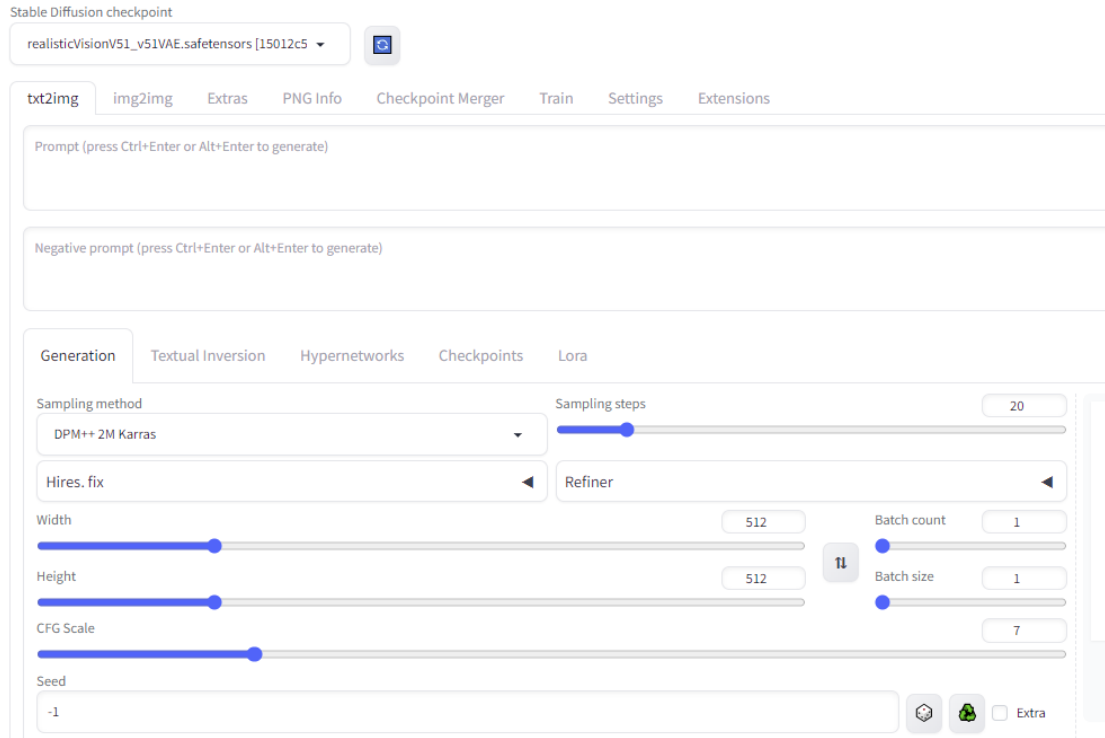 Stable Diffusion checkpoint
realisticVisionV51_v51VAE.safetensors [15012c5
txt2img img2img Extras PNG Info Checkpoint Merger Train Settings Extensions
Prompt (press Ctrl+Enter or Alt+Enter to generate)
Negative prompt (press Ctrl+Enter or Alt+Enter to generate)
Generation Textual Inversion Hypernetworks Checkpoints Lora
Sampling method Sampling steps 20
DPM++ 2M Karras
Hires. fix Refiner
Width 512 Batch count 1
Height 512 Batch size 1
CFG Scale 7
Seed
-1 Extra